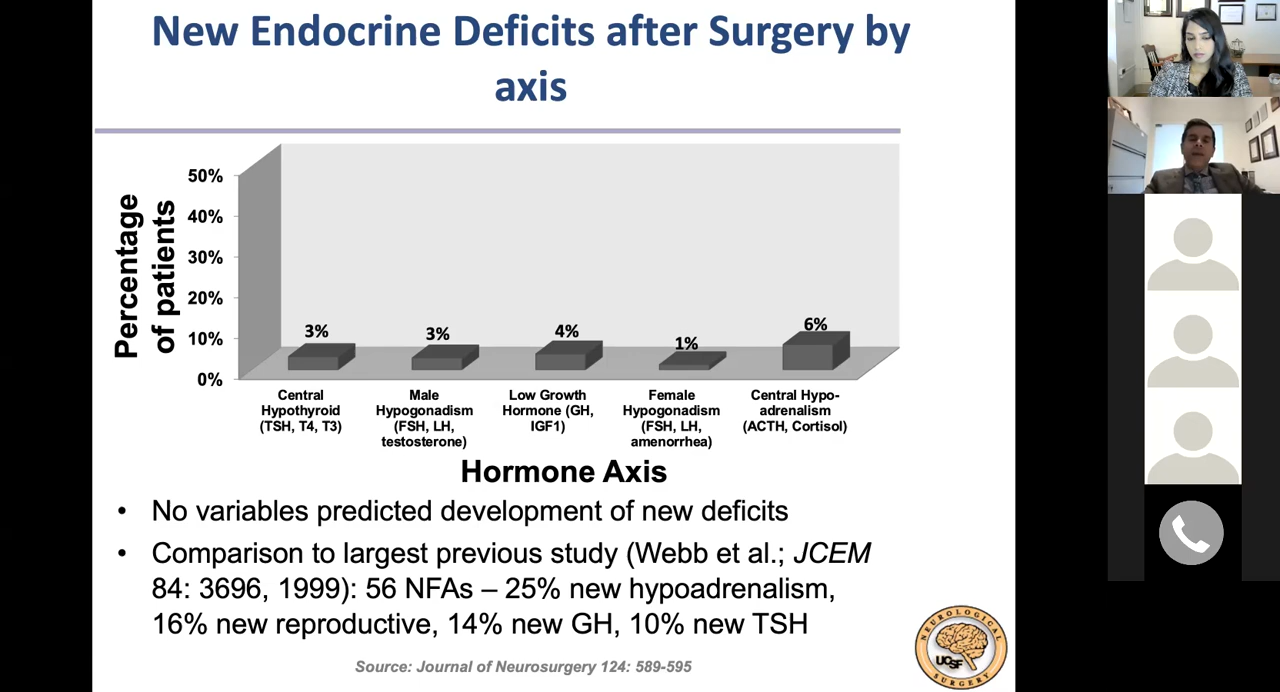 New Endocrine Deficits after Surgery by
axis
Percentage
of patients
50%
40%
30%
20%
10%
0%
3%
3%
4%
1%
6%
Central
Hypothyroid
(TSH, T4, T3)
Male
Hypogonadism
(FSH, LH,
testosterone)
Low Growth
Hormone (GH,
IGF1)
Female
Hypogonadism
(FSH, LH,
amenorrhea)
Central Hypo-
adrenalism
(ACTH, Cortisol)
Hormone Axis
• No variables predicted development of new deficits
• Comparison to largest previous study (Webb et al.; JCEM
84: 3696, 1999): 56 NFAs – 25% new hypoadrenalism,
16% new reproductive, 14% new GH, 10% new TSH
Source: Journal of Neurosurgery 124: 589-595
NEUROLOGICAL
UCSF
SURGERY